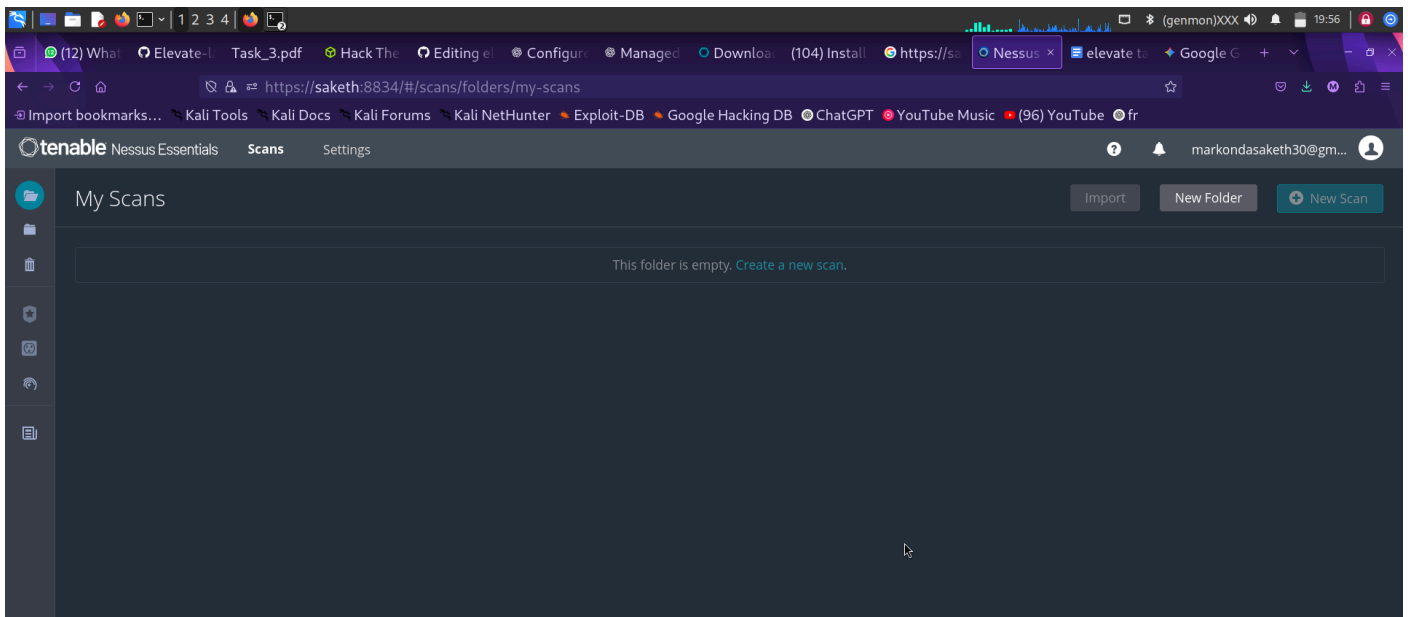 1 2 3 4
(genmon)XXX
19:56
(12) What
Elevate-l
Task_3.pdf
Hack The
Editing el
Configure
Managed
Downloa
(104) Install
https://sa
Nessus
elevate ta
Google G
https://saketh:8834/#/scans/folders/my-scans
Import bookmarks...
Kali Tools
Kali Docs
Kali Forums
Kali NetHunter
Exploit-DB
Google Hacking DB
ChatGPT
YouTube Music
(96) YouTube
fr
tenable Nessus Essentials
Scans
Settings
markondasaketh30@gm...
My Scans
Import
New Folder
New Scan
This folder is empty. Create a new scan.